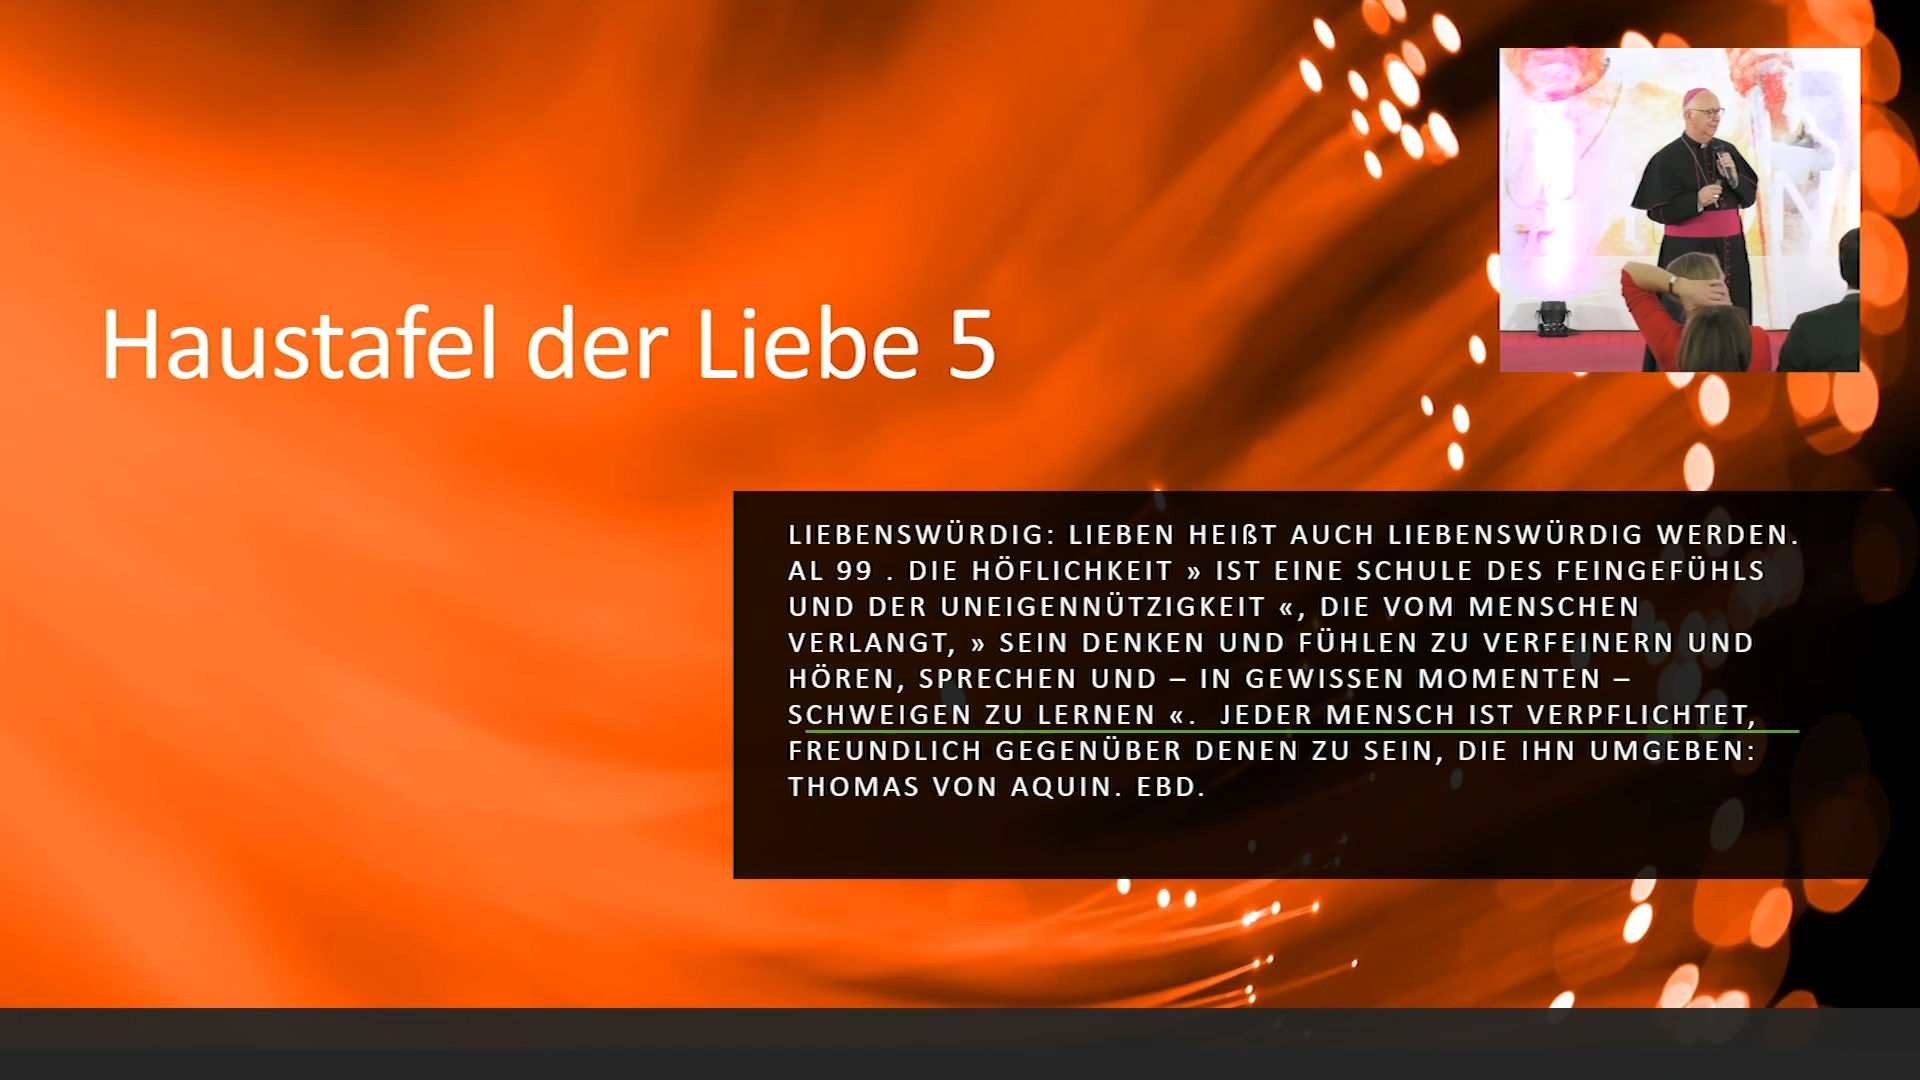 Haustafel der Liebe 5
LIEBENSWÜRDIG: LIEBEN HEIßT AUCH LIEBENSWÜRDIG WERDEN.
AL 99 . DIE HÖFLICHKEIT » IST EINE SCHULE DES FEINGEFÜHLS
UND DER UNEIGENNÜTZIGKEIT «, DIE VOM MENSCHEN
VERLANGT, » SEIN DENKEN UND FÜHLEN ZU VERFEINERN UND
HÖREN, SPRECHEN UND – IN GEWISSEN MOMENTEN –
SCHWEIGEN ZU LERNEN «.  JEDER MENSCH IST VERPFLICHTET,
FREUNDLICH GEGENÜBER DENEN ZU SEIN, DIE IHN UMGEBEN:
THOMAS VON AQUIN. EBD.